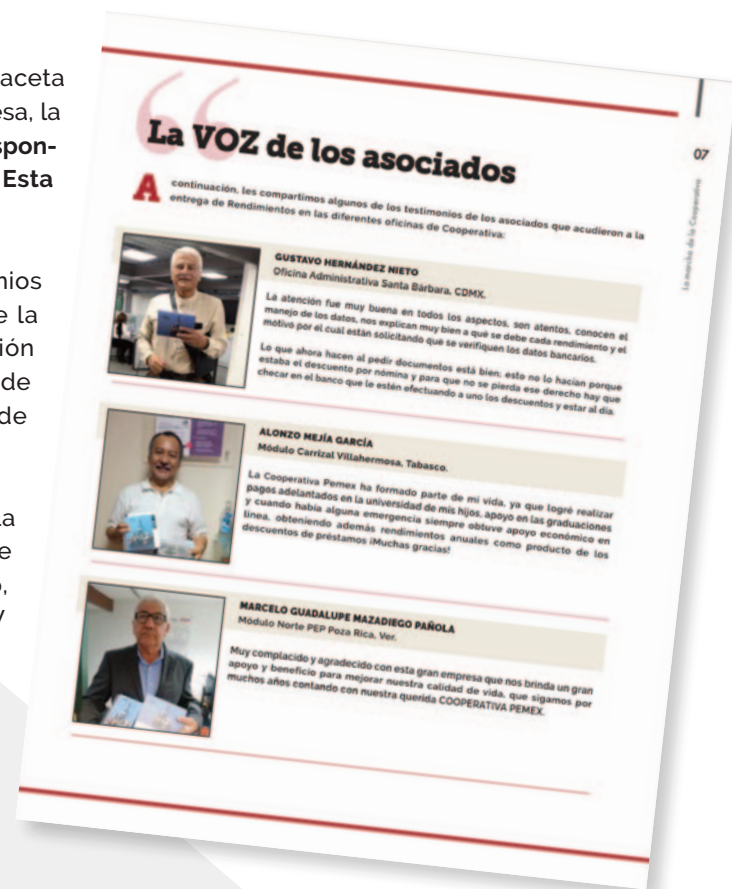 aceta
esa, la
spon-
Esta
nios
e la
ión
de
de
la
e
o,
y
La VOZ de los asociados
07
La marcha de la Cooperativa
A continuación, les compartimos algunos de los testimonios de los asociados que acudieron a la
entrega de Rendimientos en las diferentes oficinas de Cooperativa:
GUSTAVO HERNÁNDEZ NIETO
Oficina Administrativa Santa Bárbara, CDMX.
La atención fue muy buena en todos los aspectos, son atentos, conocen el
manejo de los datos, nos explican muy bien a qué se debe cada rendimiento y el
motivo por el cual están solicitando que se verifiquen los datos bancarios.
Lo que ahora hacen al pedir documentos está bien; esto no lo hacían porque
estaba el descuento por nómina y para que no se pierda ese derecho hay que
checar en el banco que le estén efectuando a uno los descuentos y estar al día.
ALONZO MEJÍA GARCÍA
Módulo Carrizal Villahermosa, Tabasco.
La Cooperativa Pemex ha formado parte de mi vida, ya que logré realizar
pagos adelantados en la universidad de mis hijos, apoyo en las graduaciones
y cuando había alguna emergencia siempre obtuve apoyo económico en
línea, obteniendo además rendimientos anuales como producto de los
descuentos de préstamos ¡Muchas gracias!
MARCELO GUADALUPE MAZADIEGO PAÑOLA
Módulo Norte PEP Poza Rica, Ver.
Muy complacido y agradecido con esta gran empresa que nos brinda un gran
apoyo y beneficio para mejorar nuestra calidad de vida, que sigamos por
muchos años contando con nuestra querida COOPERATIVA PEMEX.